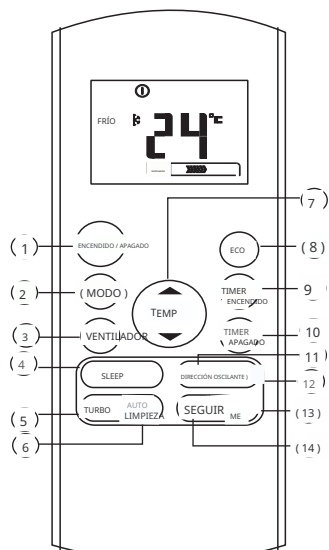 FRÍO
24°C
( 7 )
( 1 )
ENCENDIDO / APAGADO
ECO
( 8 )
( 2 )
( MODO )
TEMP
TIMER
ENCENDIDO
9
( 3 )
( VENTILADOR
TIMER
APAGADO
10
( 4 )
SLEEP
DIRECCIÓN OSCILANTE )
11
12
( 5 )
TURBO
AUTO
LIMPIEZA
SEGUIR
ME
( 13 )
( 6 )
( 14 )